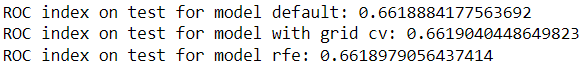 ROC index on test for model default: 0.6618884177563692
ROC index on test for model with grid cv: 0.6619040448649823
ROC index on test for model rfe: 0.6618979056437414